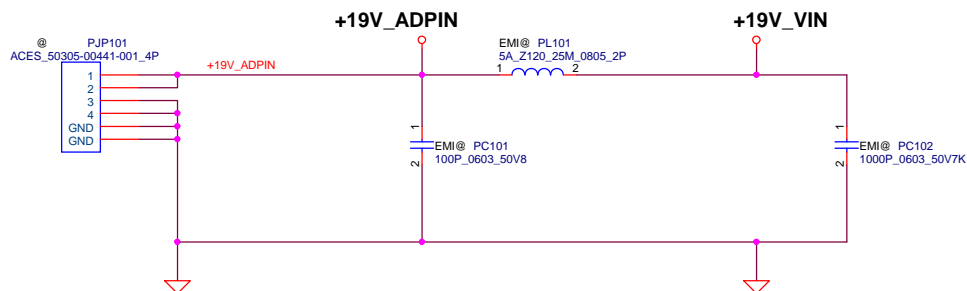 +19V_ADPIN
+19V_VIN
@ PJP101
ACES_50305-00441-001_4P
1
2
3
4
GND
GND
+19V_ADPIN
EMI@ PL101
5A_Z120_25M_0805_2P
1 2
1
2
EMI@ PC101
100P_0603_50V8
1
2
EMI@ PC102
1000P_0603_50V7K